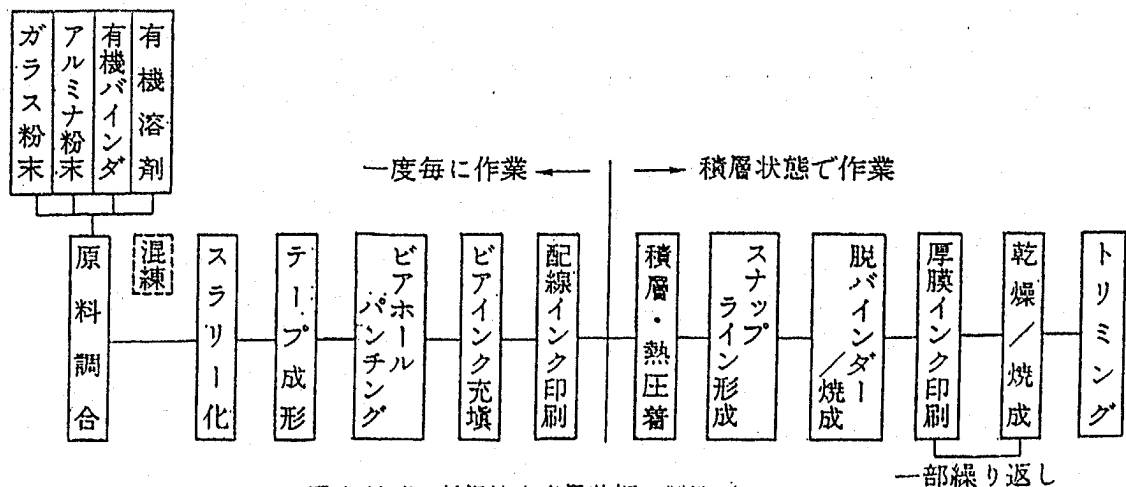 ガラス粉末
アルミナ粉末
有機バインダ
有機溶剤
一度毎に作業 ←
→ 積層状態で作業
原料調合
混練
スラリー化
テープ成形
ビアホール
パンチング
ビアインク充塡
配線インク印刷
積層・熱圧着
スナップ
ライン形成
脱バインダー
/焼成
厚膜インク印刷
乾燥/焼成
トリミング
一部繰り返し